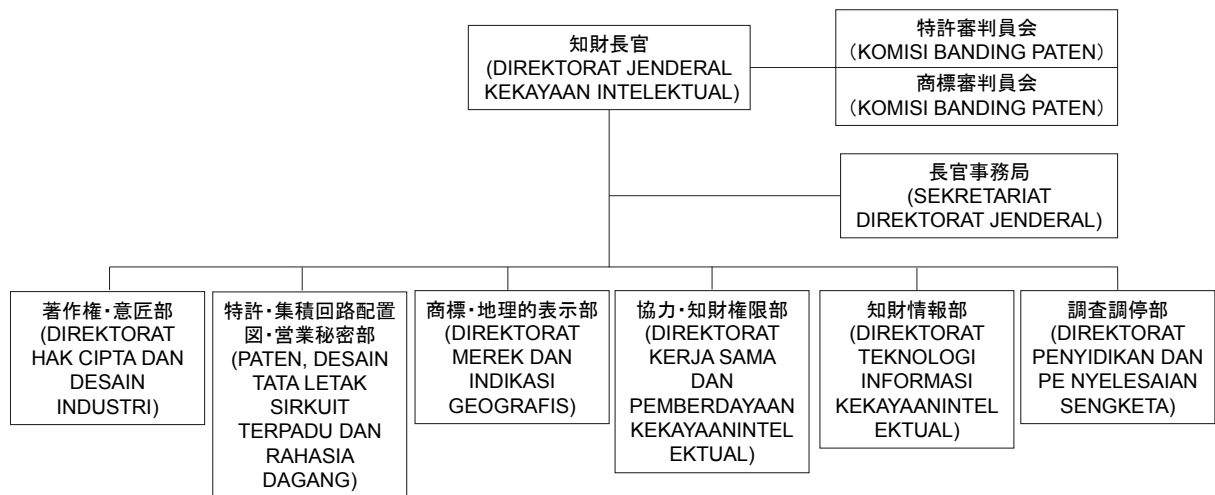 知財長官
(DIREKTORAT JENDERAL
KEKAYAAN INTELEKTUAL)
特許審判員会
（KOMISI BANDING PATEN）
商標審判員会
（KOMISI BANDING PATEN）
長官事務局
(SEKRETARIAT
DIREKTORAT JENDERAL)
著作権・意匠部
(DIREKTORAT
HAK CIPTA DAN
DESAIN
INDUSTRI)
特許・集積回路配置
図・営業秘密部
(PATEN, DESAIN
TATA LETAK
SIRKUIT
TERPADU DAN
RAHASIA
DAGANG)
商標・地理的表示部
(DIREKTORAT
MEREK DAN
INDIKASI
GEOGRAFIS)
協力・知財権限部
(DIREKTORAT
KERJA SAMA
DAN
PEMBERDAYAAN
KEKAYAANINTEL
EKTUAL)
知財情報部
(DIREKTORAT
TEKNOLOGI
INFORMASI
KEKAYAANINTEL
EKTUAL)
調査調停部
(DIREKTORAT
PENYIDIKAN DAN
PE NYELESAIAN
SENGKETA)